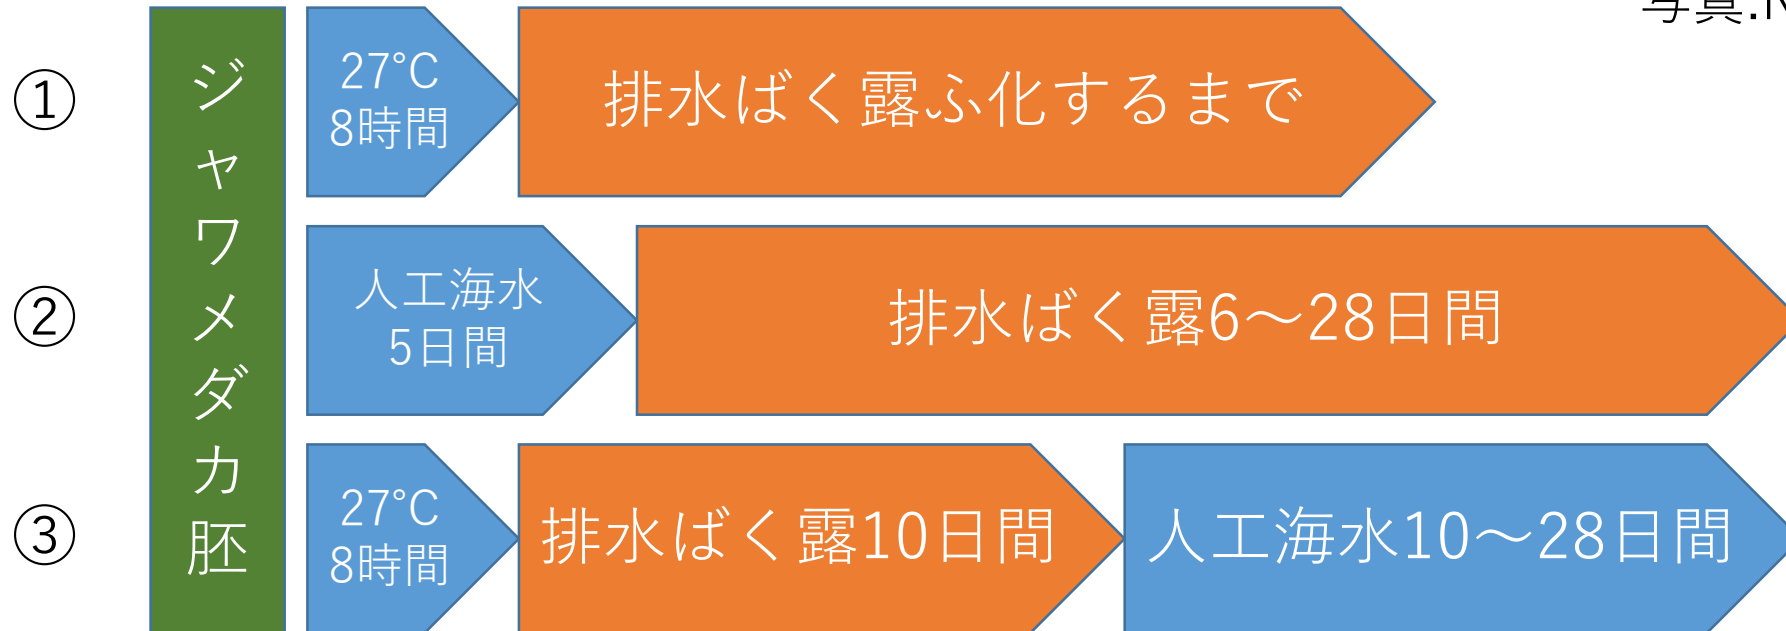 写真.
①
ジャワメダカ胚
27°C
8時間
排水ばく露ふ化するまで
②
人工海水
5日間
排水ばく露6～28日間
③
27°C
8時間
排水ばく露10日間
人工海水10～28日間